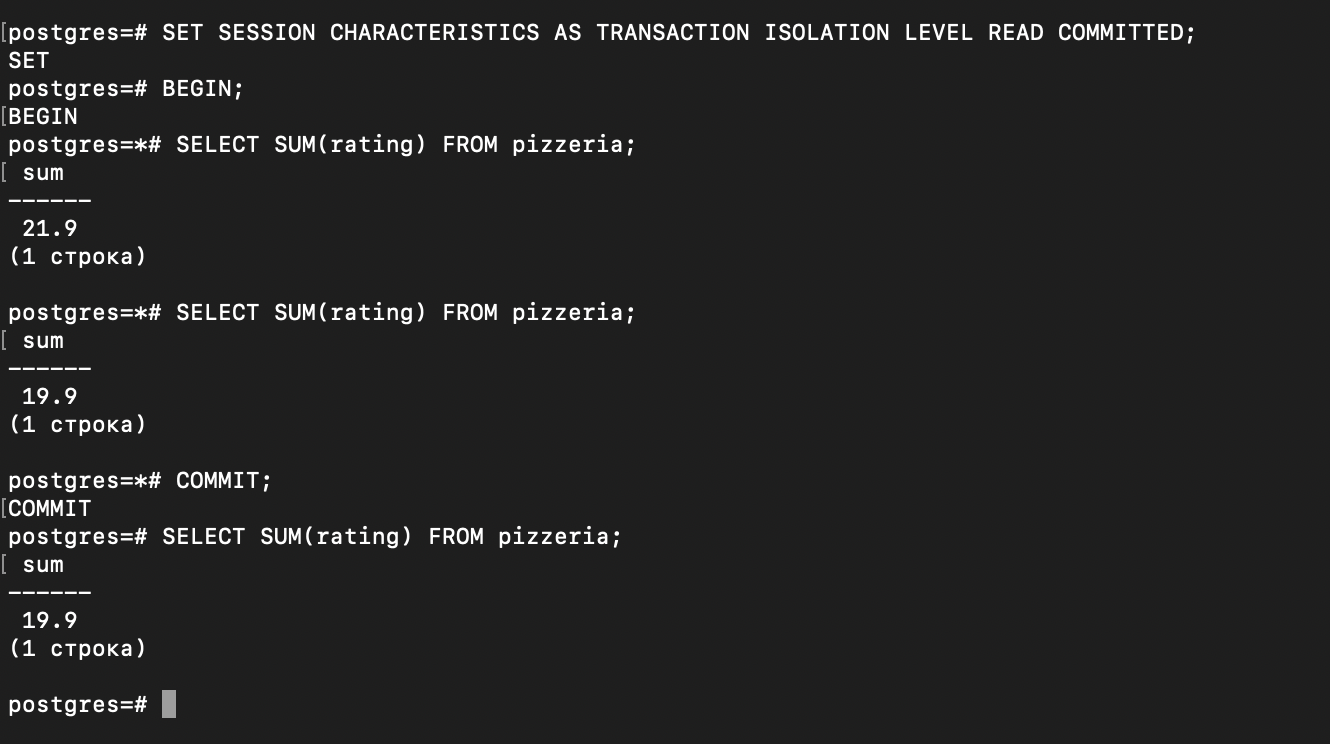 [postgres=# SET SESSION CHARACTERISTICS AS TRANSACTION ISOLATION LEVEL READ COMMITTED;
SET
postgres=# BEGIN;
[BEGIN
postgres=*# SELECT SUM(rating) FROM pizzeria;
[ sum
------
 21.9
(1 строка)

postgres=*# SELECT SUM(rating) FROM pizzeria;
[ sum
------
 19.9
(1 строка)

postgres=*# COMMIT;
[COMMIT
postgres=# SELECT SUM(rating) FROM pizzeria;
[ sum
------
 19.9
(1 строка)

postgres=#